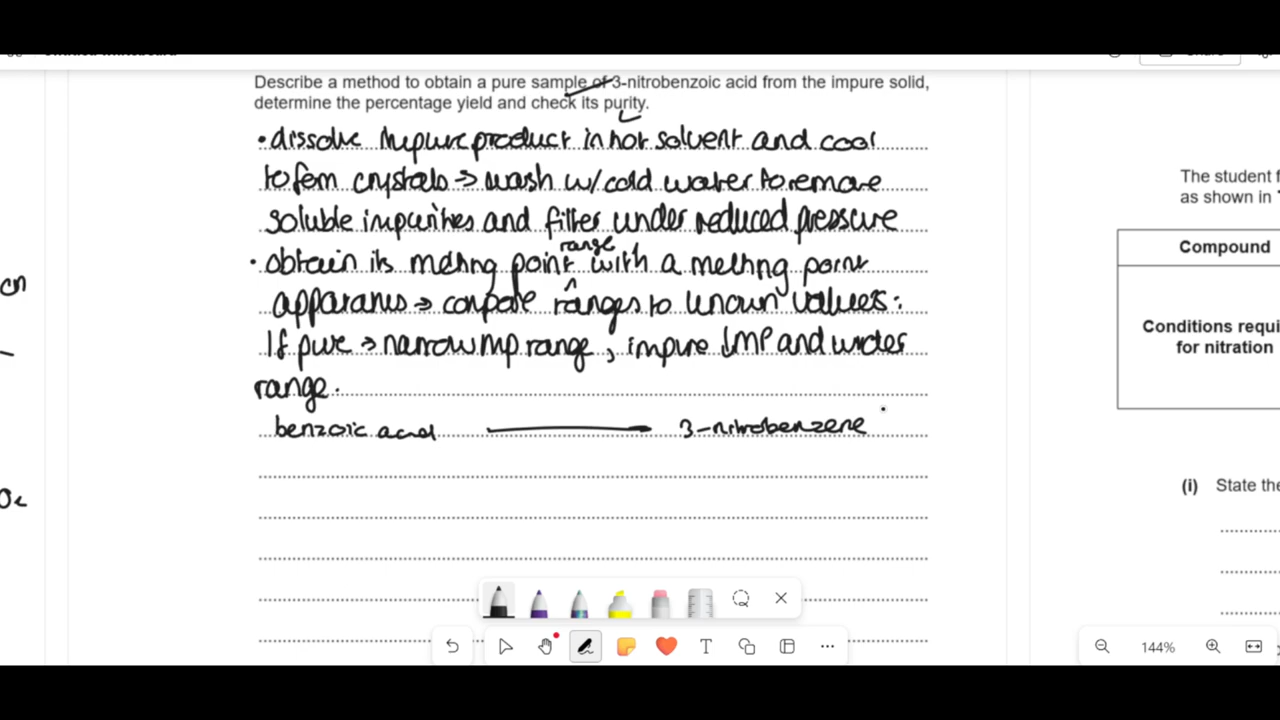 Describe a method to obtain a pure sample of 3-nitrobenzoic acid from the impure solid,
determine the percentage yield and check its purity.
• dissolve impure product in hot solvent and cool
to form crystals → wash w/ cold water to remove
soluble impurities and filter under reduced pressure
• obtain its melting point range with a melting point
apparatus → compare ranges to known values:
If pure → narrow mp range, impure ↓MP and wider
range.
benzoic acid → 3-nitrobenzene
The student f
as shown in
Compound
Conditions requi
for nitration
(i) State the
144%